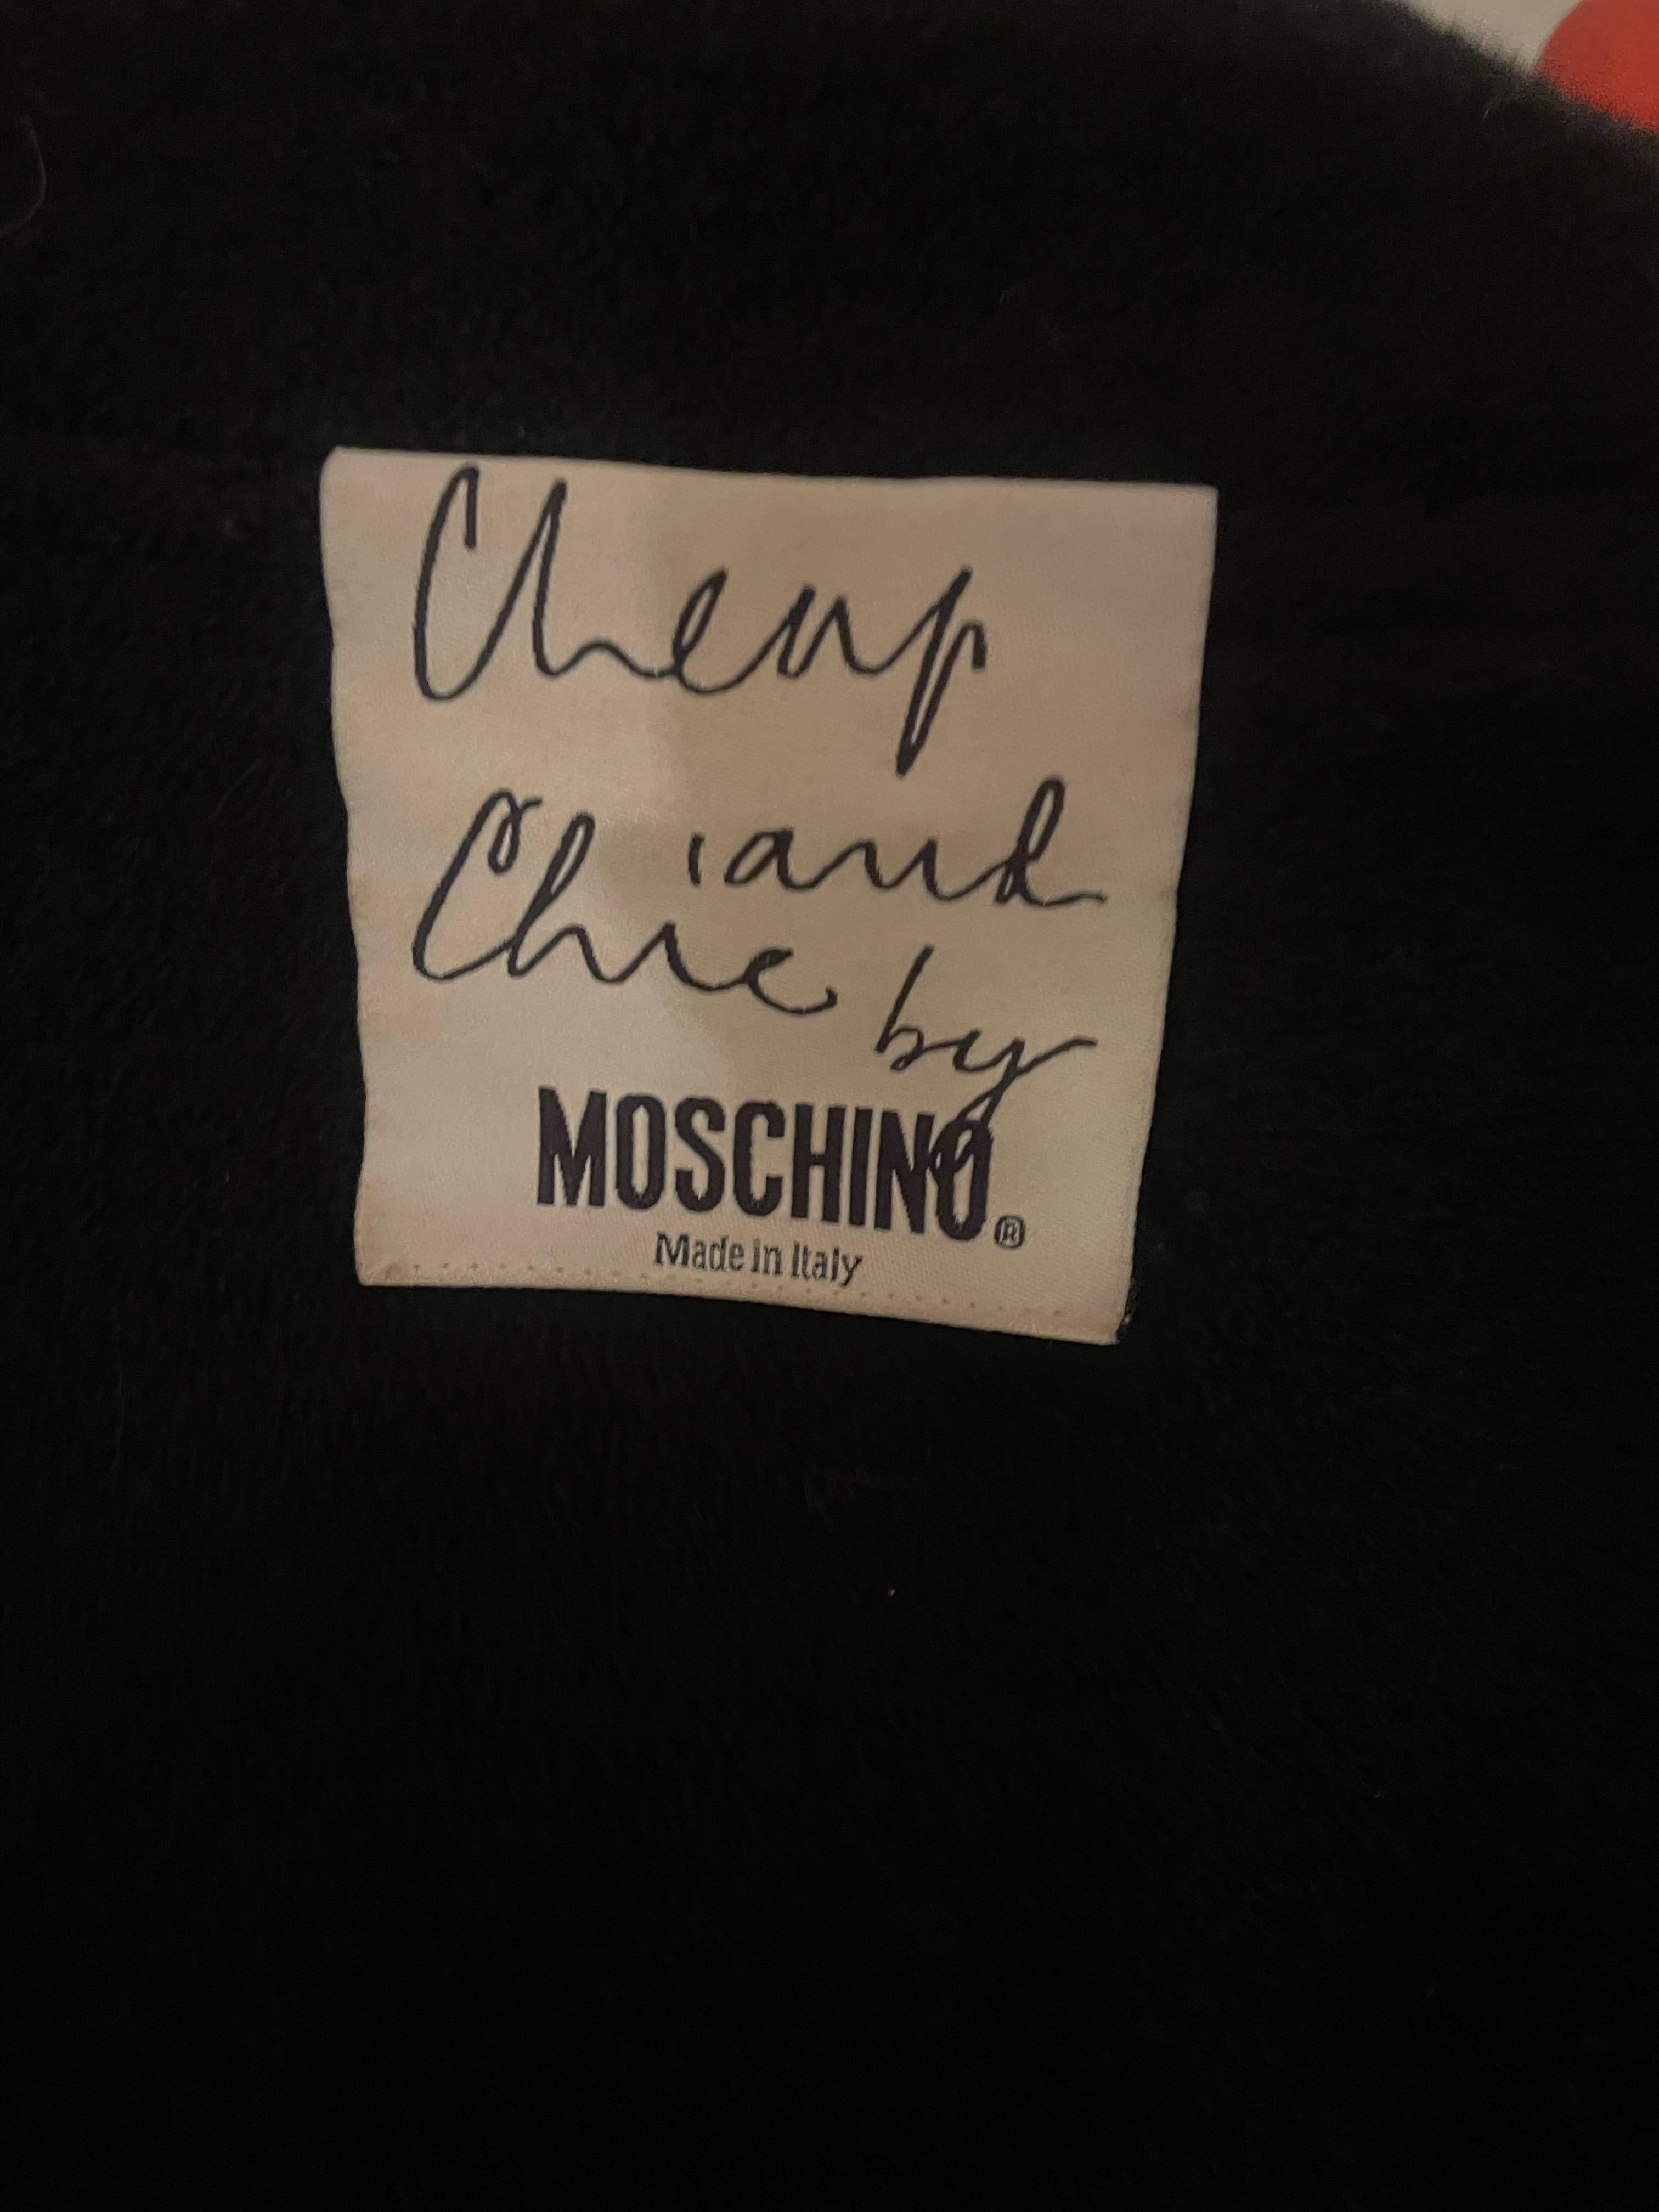 Cheap
and
Chic by
MOSCHINO®
Made in Italy